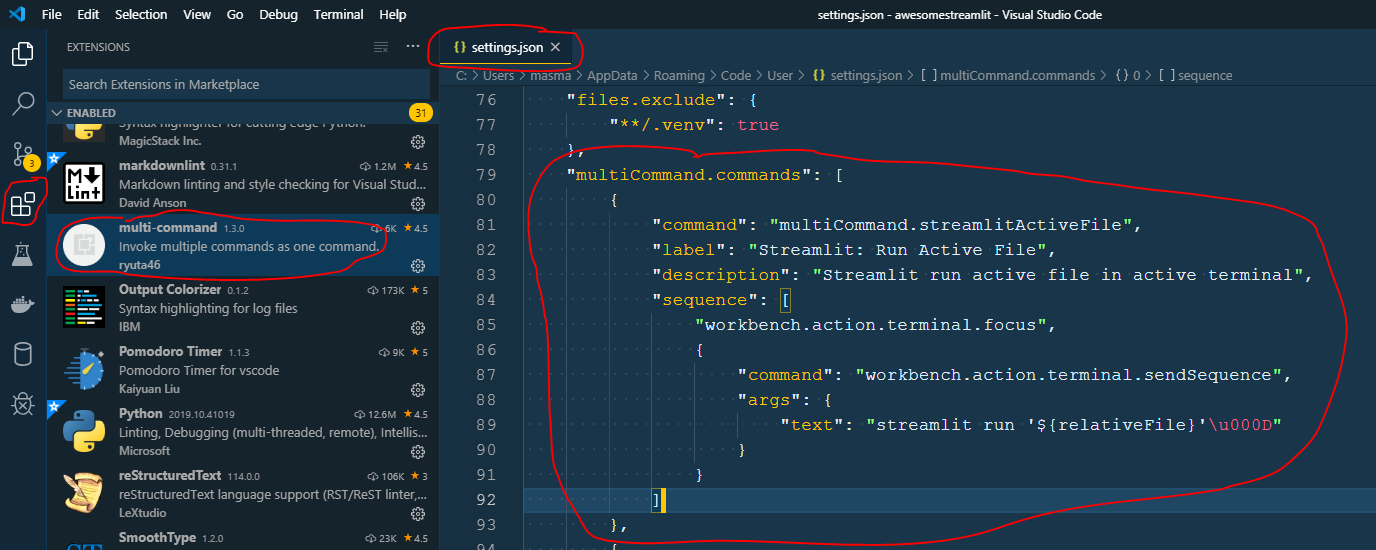 File Edit Selection View Go Debug Terminal Help settings.json - awesomestreamlit - Visual Studio Code
EXTENSIONS
Search Extensions in Marketplace
ENABLED 31
Syntax highlighter for cutting edge Python.
MagicStack Inc.
markdownlint 0.31.1 1.2M 4.5
Markdown linting and style checking for Visual Stud...
David Anson
multi-command 1.3.0 6K 4.5
Invoke multiple commands as one command.
ryuta46
Output Colorizer 0.1.2 173K 5
Syntax highlighting for log files
IBM
Pomodoro Timer 1.1.3 9K 5
Pomodoro Timer for vscode
Kaiyuan Liu
Python 2019.10.41019 12.6M 4.5
Linting, Debugging (multi-threaded, remote), Intellis...
Microsoft
reStructuredText 114.0.0 106K 3
reStructuredText language support (RST/ReST linter,...
LeXtudio
SmoothType 1.2.0 23K 4.5
3
M
Lint
{} settings.json
C: > Users > masma > AppData > Roaming > Code > User > {} settings.json > [ ] multiCommand.commands > {} 0 > [ ] sequence
76 "files.exclude": {
77 "**/.venv": true
78 },
79 "multiCommand.commands": [
80 {
81 "command": "multiCommand.streamlitActiveFile",
82 "label": "Streamlit: Run Active File",
83 "description": "Streamlit run active file in active terminal",
84 "sequence": [
85 "workbench.action.terminal.focus",
86 {
87 "command": "workbench.action.terminal.sendSequence",
88 "args": {
89 "text": "streamlit run '${relativeFile}'\u000D"
90 }
91 }
92 ]
93 },
94 {